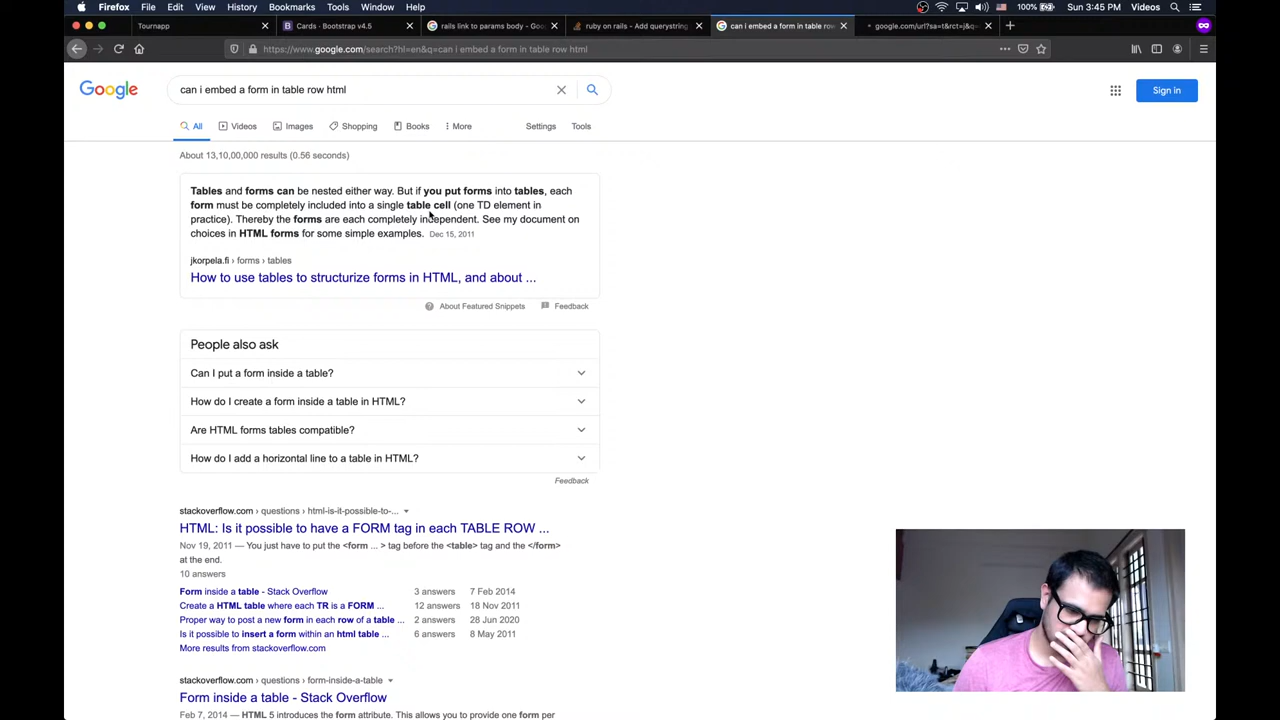 Firefox File Edit View History Bookmarks Tools Window Help 100% Sun 3:45 PM Videos
Tournapp Cards · Bootstrap v4.5 rails link to params body - Goo ruby on rails - Add querystring can i embed a form in table row google.com/url?sa=t&rct=j&q=
https://www.google.com/search?hl=en&q=can i embed a form in table row html
Google can i embed a form in table row html Sign in
All Videos Images Shopping Books More Settings Tools
About 13,10,00,000 results (0.56 seconds)
Tables and forms can be nested either way. But if you put forms into tables, each
form must be completely included into a single table cell (one TD element in
practice). Thereby the forms are each completely independent. See my document on
choices in HTML forms for some simple examples. Dec 15, 2011
jkorpela.fi › forms › tables
How to use tables to structurize forms in HTML, and about ...
About Featured Snippets Feedback
People also ask
Can I put a form inside a table?
How do I create a form inside a table in HTML?
Are HTML forms tables compatible?
How do I add a horizontal line to a table in HTML?
Feedback
stackoverflow.com › questions › html-is-it-possible-to-...
HTML: Is it possible to have a FORM tag in each TABLE ROW ...
Nov 19, 2011 — You just have to put the <form ... > tag before the <table> tag and the </form>
at the end.
10 answers
Form inside a table - Stack Overflow 3 answers 7 Feb 2014
Create a HTML table where each TR is a FORM ... 12 answers 18 Nov 2011
Proper way to post a new form in each row of a table ... 2 answers 28 Jun 2020
Is it possible to insert a form within an html table ... 6 answers 8 May 2011
More results from stackoverflow.com
stackoverflow.com › questions › form-inside-a-table
Form inside a table - Stack Overflow
Feb 7, 2014 — HTML 5 introduces the form attribute. This allows you to provide one form per